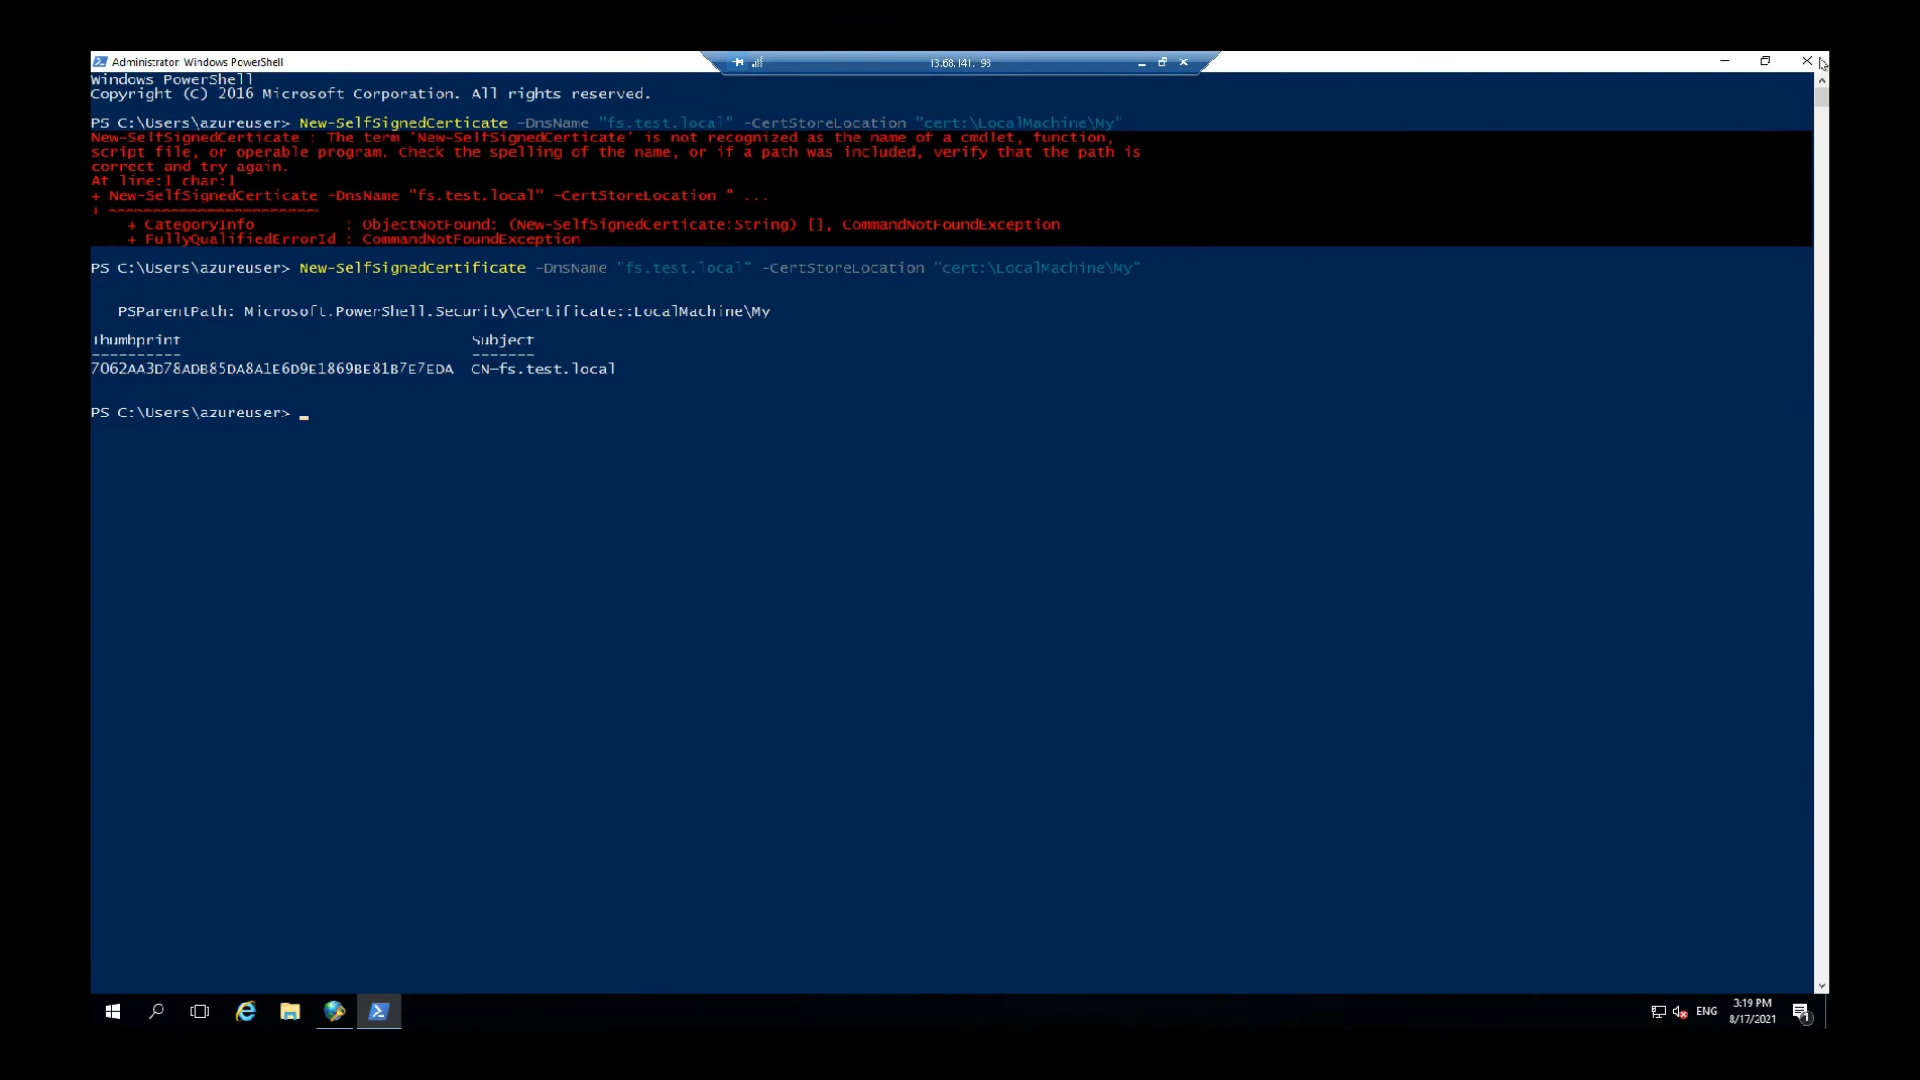 Administrator: Windows PowerShell
Windows PowerShell
Copyright (C) 2016 Microsoft Corporation. All rights reserved.
PS C:\Users\azureuser> New-SelfSignedCerticate -DnsName "fs.test.local" -CertStoreLocation "cert:\LocalMachine\My"
New-SelfSignedCerticate : The term 'New-SelfSignedCerticate' is not recognized as the name of a cmdlet, function,
script file, or operable program. Check the spelling of the name, or if a path was included, verify that the path is
correct and try again.
At line:1 char:1
+ New-SelfSignedCerticate -DnsName "fs.test.local" -CertStoreLocation " ...
+ ~~~~~~~~~~~~~~~~~~~~~~~
+ CategoryInfo : ObjectNotFound: (New-SelfSignedCerticate:String) [], CommandNotFoundException
+ FullyQualifiedErrorId : CommandNotFoundException
PS C:\Users\azureuser> New-SelfSignedCertificate -DnsName "fs.test.local" -CertStoreLocation "cert:\LocalMachine\My"
PSParentPath: Microsoft.PowerShell.Security\Certificate::LocalMachine\My
Thumbprint Subject
---------- -------
7062AA3D78ADB85DA8A1E6D9E1869BE81B7E7EDA CN=fs.test.local
PS C:\Users\azureuser> _
ENG
3:19 PM
8/17/2021
1